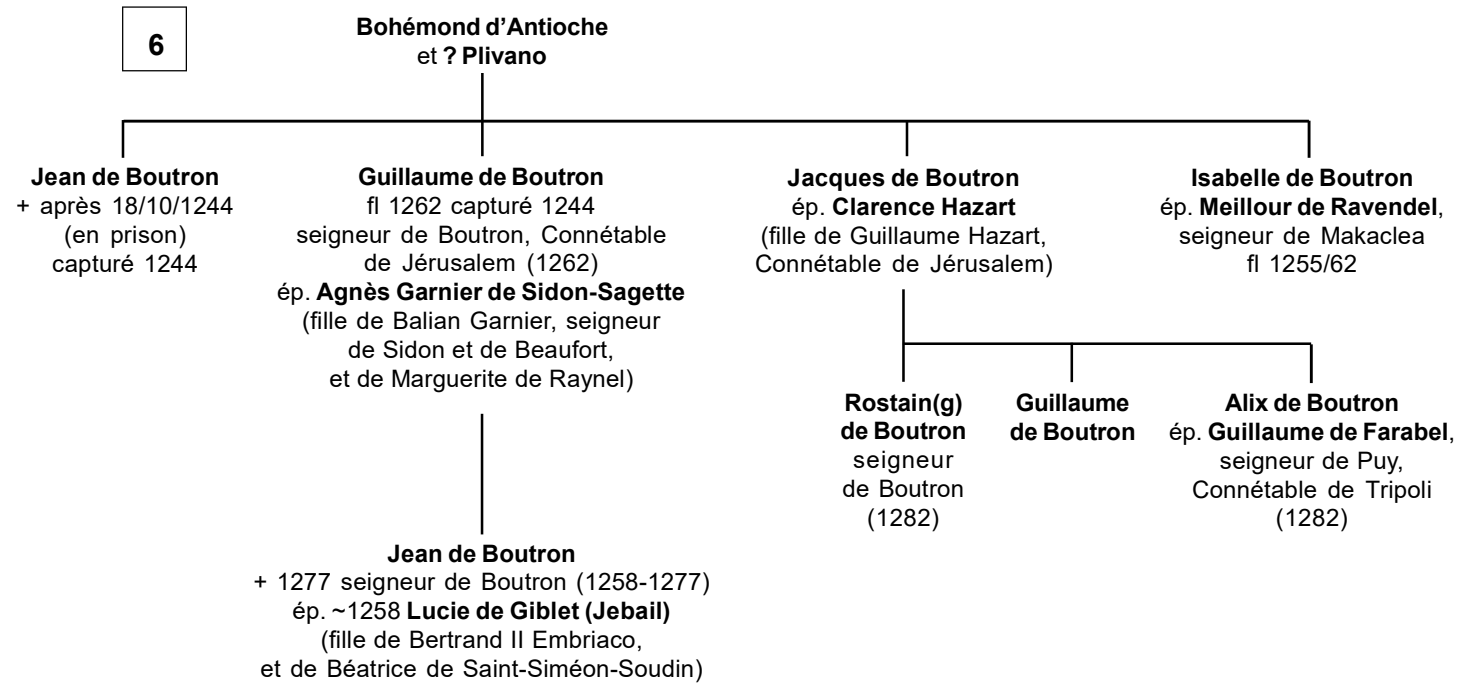 6
Bohémond d'Antioche
et ? Plivano
Jean de Boutron
+ après 18/10/1244
(en prison)
capturé 1244
Guillaume de Boutron
fl 1262 capturé 1244
seigneur de Boutron, Connétable
de Jérusalem (1262)
ép. Agnès Garnier de Sidon-Sagette
(fille de Balian Garnier, seigneur
de Sidon et de Beaufort,
et de Marguerite de Raynel)
Jacques de Boutron
ép. Clarence Hazart
(fille de Guillaume Hazart,
Connétable de Jérusalem)
Isabelle de Boutron
ép. Meillour de Ravendel,
seigneur de Makaclea
fl 1255/62
Rostain(g)
de Boutron
seigneur
de Boutron
(1282)
Guillaume
de Boutron
Alix de Boutron
ép. Guillaume de Farabel,
seigneur de Puy,
Connétable de Tripoli
(1282)
Jean de Boutron
+ 1277 seigneur de Boutron (1258-1277)
ép. ~1258 Lucie de Giblet (Jebail)
(fille de Bertrand II Embriaco,
et de Béatrice de Saint-Siméon-Soudin)